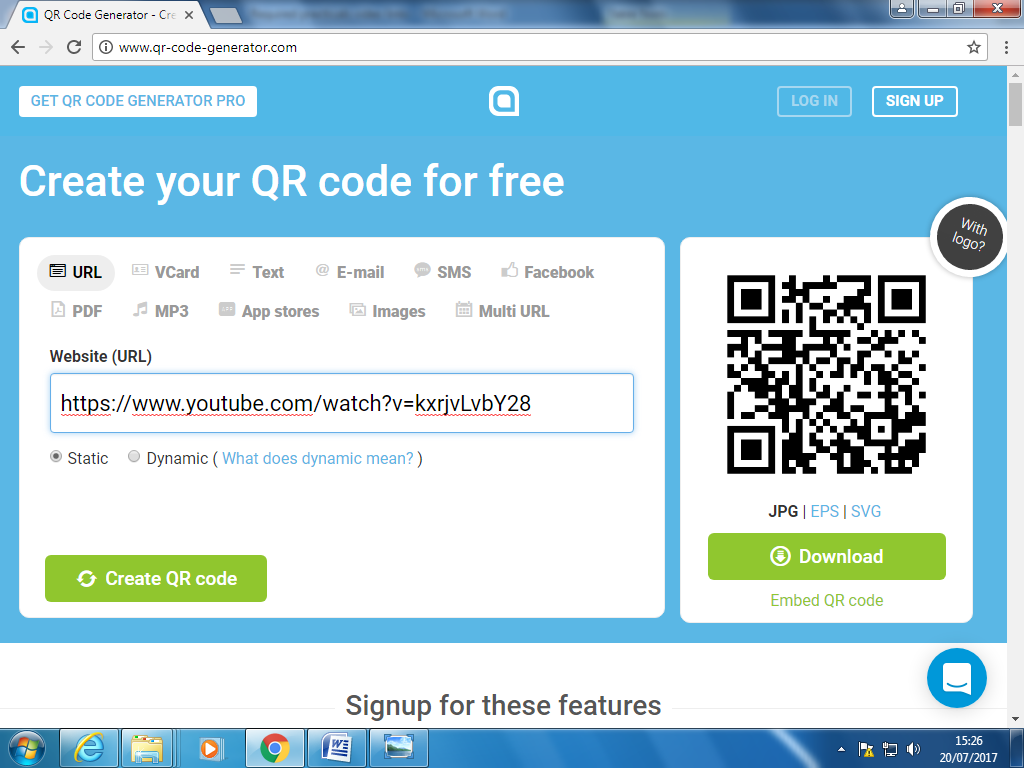 QR Code Generator - Cre
www.qr-code-generator.com
GET QR CODE GENERATOR PRO
LOG IN
SIGN UP
Create your QR code for free
With
logo?
URL VCard Text E-mail SMS Facebook
PDF MP3 App stores Images Multi URL
Website (URL)
https://www.youtube.com/watch?v=kxrjvLvbY28
Static Dynamic ( What does dynamic mean? )
Create QR code
JPG | EPS | SVG
Download
Embed QR code
Signup for these features
15:26
20/07/2017